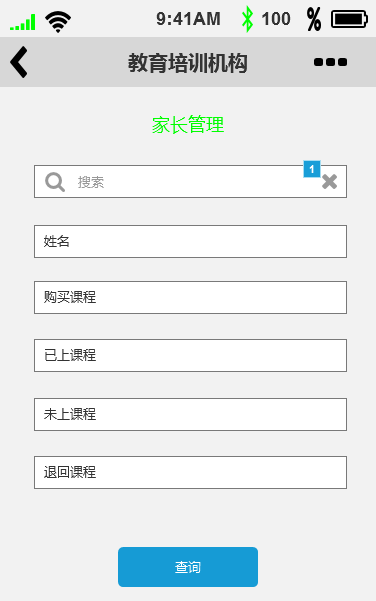 9:41AM 100 %
教育培训机构
家长管理
1
搜索
姓名
购买课程
已上课程
未上课程
退回课程
查询